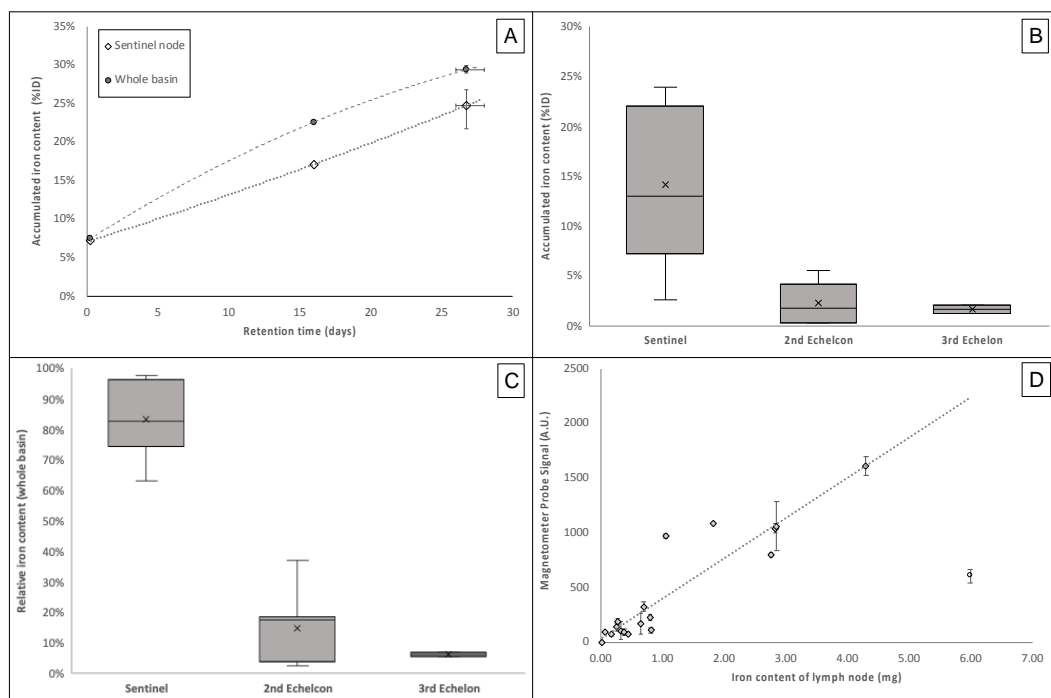 A
Accumulated iron content (%ID)
35%
30%
25%
20%
15%
10%
5%
0%
Sentinel node
Whole basin
0 5 10 15 20 25 30
Retention time (days)
B
Accumulated iron content (%ID)
30%
25%
20%
15%
10%
5%
0%
Sentinel 2nd Echelcon 3rd Echelon
C
Relative iron content (whole basin)
100%
90%
80%
70%
60%
50%
40%
30%
20%
10%
0%
Sentinel 2nd Echelcon 3rd Echelon
D
Magnetometer Probe Signal (A.U.)
2500
2000
1500
1000
500
0
0.00 1.00 2.00 3.00 4.00 5.00 6.00 7.00
Iron content of lymph node (mg)